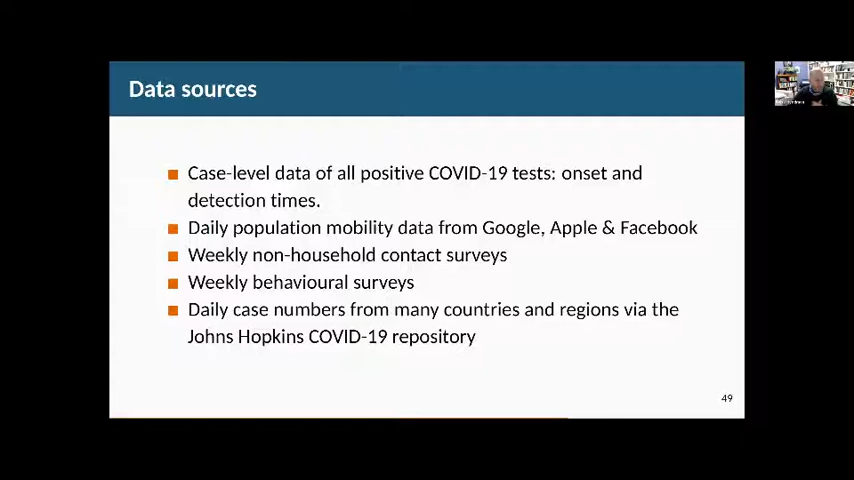 Data sources
Case-level data of all positive COVID-19 tests: onset and
detection times.
Daily population mobility data from Google, Apple & Facebook
Weekly non-household contact surveys
Weekly behavioural surveys
Daily case numbers from many countries and regions via the
Johns Hopkins COVID-19 repository
49